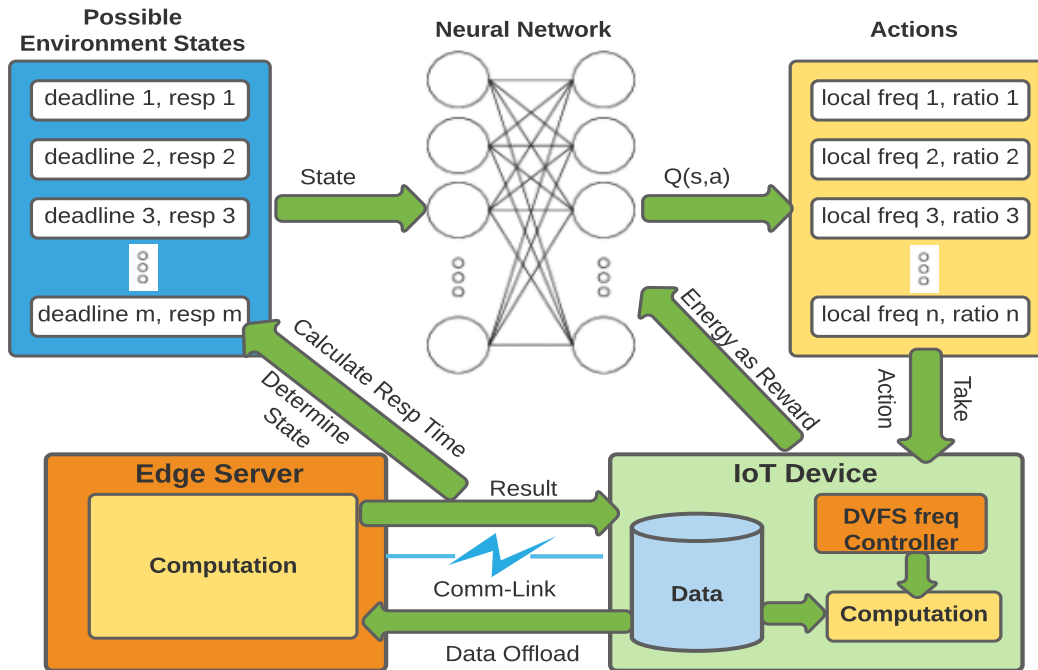 Possible
Environment States
Neural Network
Actions
deadline 1, resp 1
deadline 2, resp 2
deadline 3, resp 3
deadline m, resp m
State
Q(s,a)
local freq 1, ratio 1
local freq 2, ratio 2
local freq 3, ratio 3
local freq n, ratio n
Calculate Resp Time
Determine
State
Energy as Reward
Take
Action
Edge Server
Computation
Result
Comm-Link
Data Offload
IoT Device
Data
DVFS freq
Controller
Computation